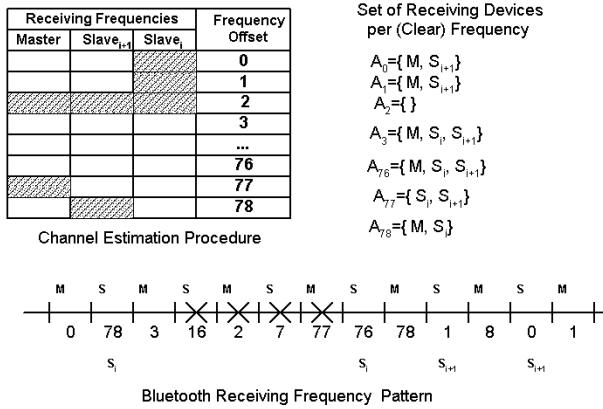 Receiving Frequencies
Frequency Offset
Master Slave i+1 Slave i
0
1
2
3
...
76
77
78
Channel Estimation Procedure
Set of Receiving Devices
per (Clear) Frequency
A0={ M, Si+1}
A1={ M, Si+1}
A2={ }
A3={ M, Si, Si+1}
A76={ M, Si, Si+1}
A77={ Si, Si+1}
A78={ M, Si}
M S M S M S M S M S M S M
0 78 3 16 2 7 77 76 78 1 8 0 1
Si Si Si+1 Si+1
Bluetooth Receiving Frequency Pattern